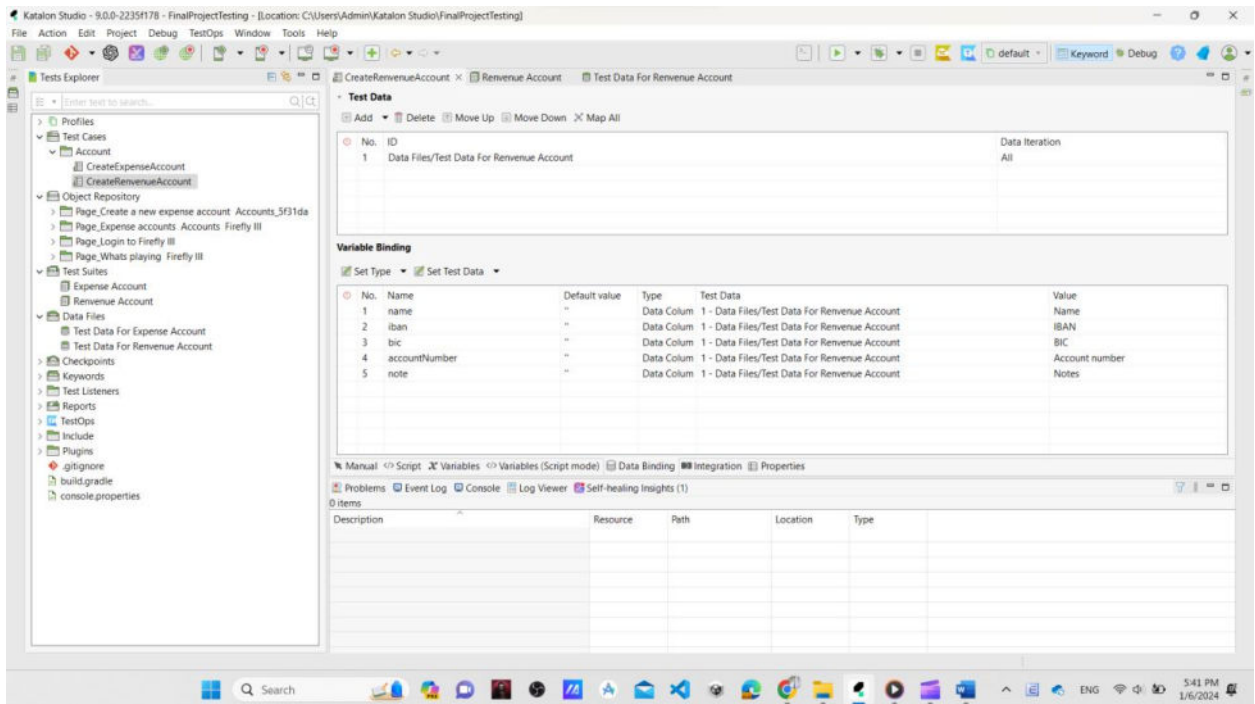 Katalon Studio - 9.0.0-2235f178 - FinalProjectTesting - [Location: C:\Users\Admin\Katalon Studio\FinalProjectTesting]
File Action Edit Project Debug TestOps Window Tools Help
default Keyword Debug
Tests Explorer
CreateRenvenueAccount Renvenue Account Test Data For Renvenue Account
Enter text to search...
Test Data
Add Delete Move Up Move Down Map All
Profiles
Test Cases
Account
CreateExpenseAccount
CreateRenvenueAccount
Object Repository
Page_Create a new expense account Accounts_5f31da
Page_Expense accounts Accounts Firefly III
Page_Login to Firefly III
Page_Whats playing Firefly III
Test Suites
Expense Account
Renvenue Account
Data Files
Test Data For Expense Account
Test Data For Renvenue Account
Checkpoints
Keywords
Test Listeners
Reports
TestOps
Include
Plugins
.gitignore
build.gradle
console.properties
No. ID Data Iteration
1 Data Files/Test Data For Renvenue Account All
Variable Binding
Set Type Set Test Data
No. Name Default value Type Test Data Value
1 name '' Data Colum 1 - Data Files/Test Data For Renvenue Account Name
2 iban '' Data Colum 1 - Data Files/Test Data For Renvenue Account IBAN
3 bic '' Data Colum 1 - Data Files/Test Data For Renvenue Account BIC
4 accountNumber '' Data Colum 1 - Data Files/Test Data For Renvenue Account Account number
5 note '' Data Colum 1 - Data Files/Test Data For Renvenue Account Notes
Manual Script Variables Variables (Script mode) Data Binding Integration Properties
Problems Event Log Console Log Viewer Self-healing Insights (1)
0 items
Description Resource Path Location Type
Search
ENG
5:41 PM
1/6/2024